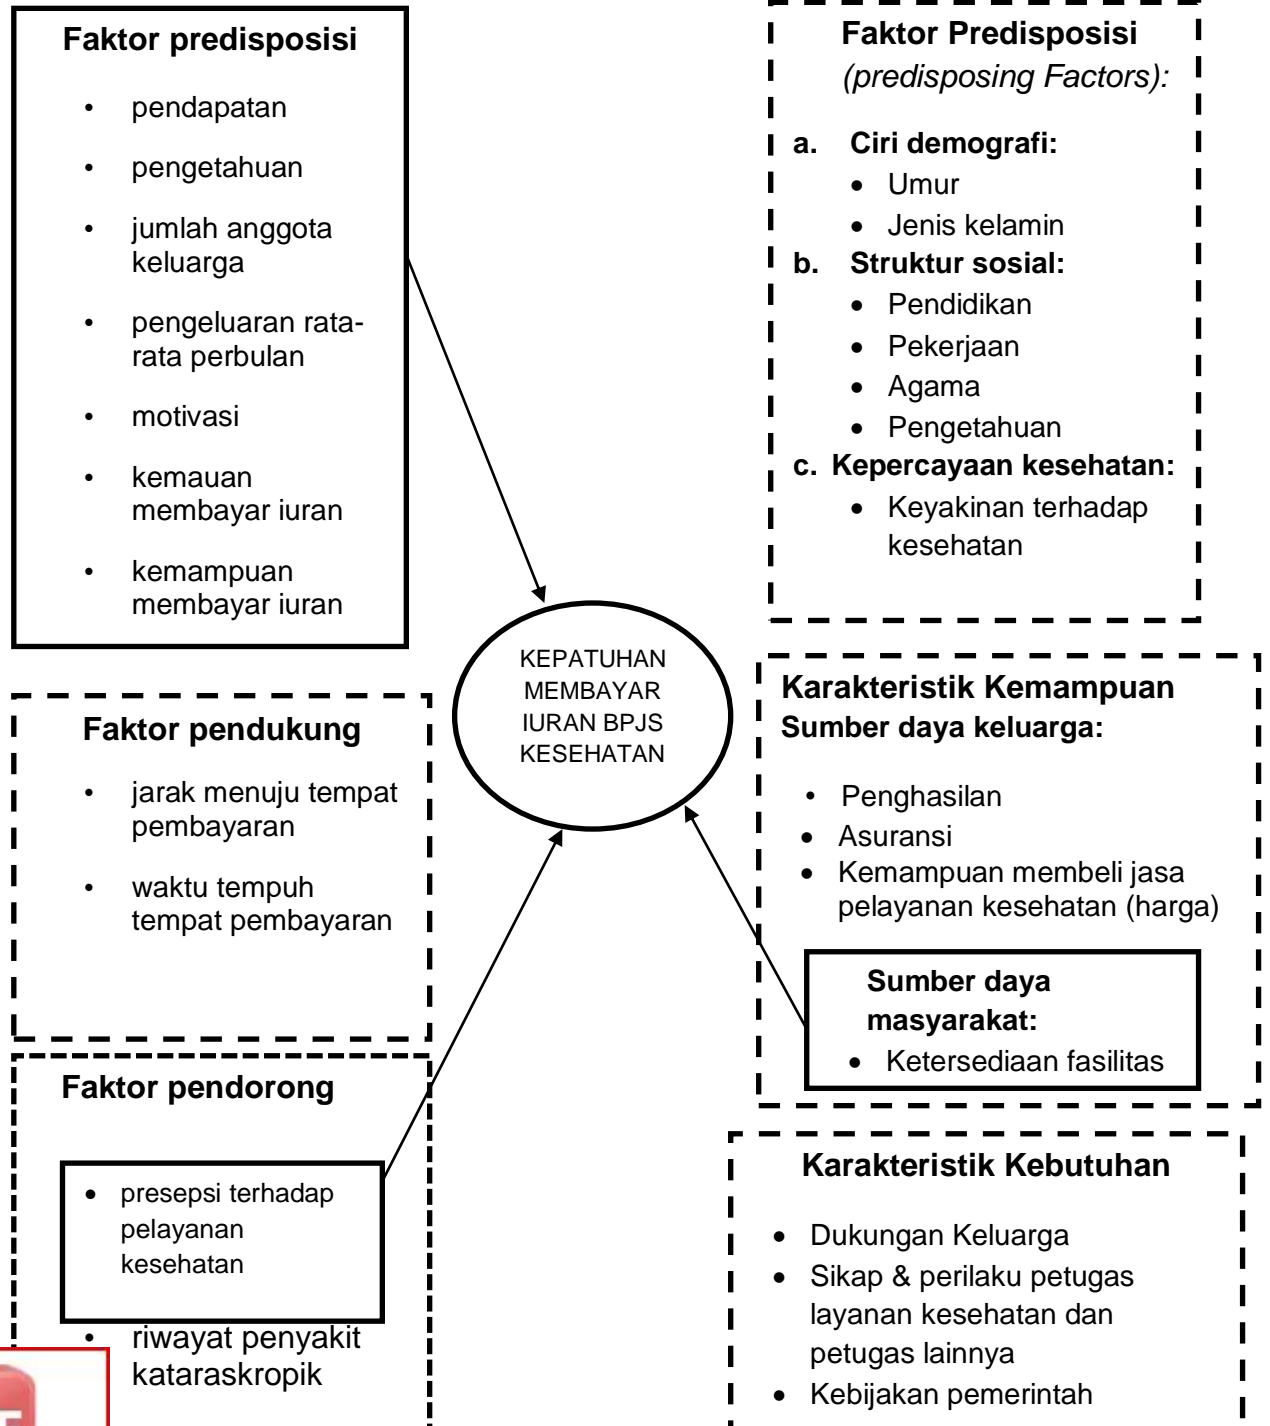 Faktor predisposisi
• pendapatan
• pengetahuan
• jumlah anggota
keluarga
• pengeluaran rata-
rata perbulan
• motivasi
• kemauan
membayar iuran
• kemampuan
membayar iuran
Faktor pendukung
• jarak menuju tempat
pembayaran
• waktu tempuh
tempat pembayaran
Faktor pendorong
• presepsi terhadap
pelayanan
kesehatan
• riwayat penyakit
kataraskropik
KEPATUHAN
MEMBAYAR
IURAN BPJS
KESEHATAN
Faktor Predisposisi
(predisposing Factors):
a. Ciri demografi:
• Umur
• Jenis kelamin
b. Struktur sosial:
• Pendidikan
• Pekerjaan
• Agama
• Pengetahuan
c. Kepercayaan kesehatan:
• Keyakinan terhadap
kesehatan
Karakteristik Kemampuan
Sumber daya keluarga:
• Penghasilan
• Asuransi
• Kemampuan membeli jasa
pelayanan kesehatan (harga)
Sumber daya
masyarakat:
• Ketersediaan fasilitas
Karakteristik Kebutuhan
• Dukungan Keluarga
• Sikap & perilaku petugas
layanan kesehatan dan
petugas lainnya
• Kebijakan pemerintah